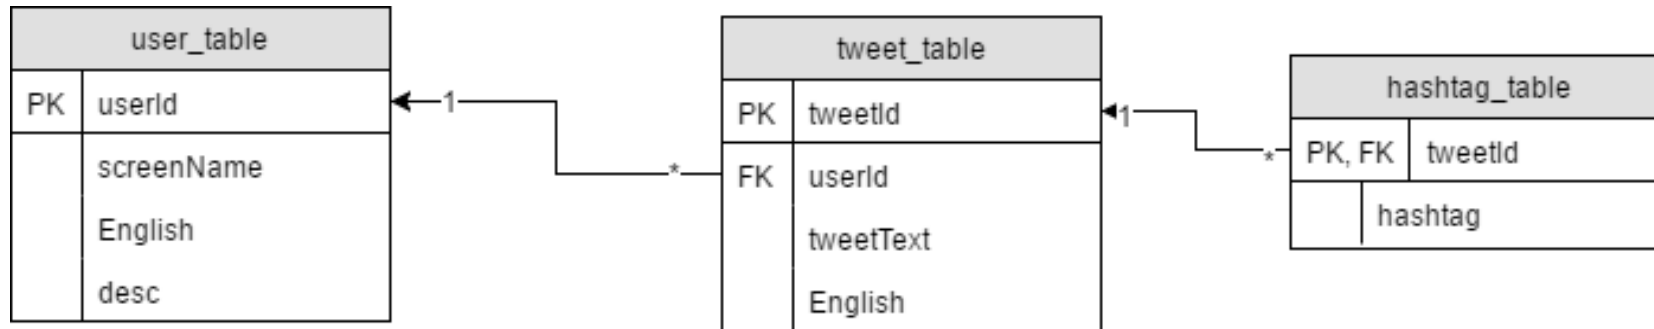 user_table
PK userId
screenName
English
desc
1
*
tweet_table
PK tweetId
FK userId
tweetText
English
1
*
hashtag_table
PK, FK tweetId
hashtag